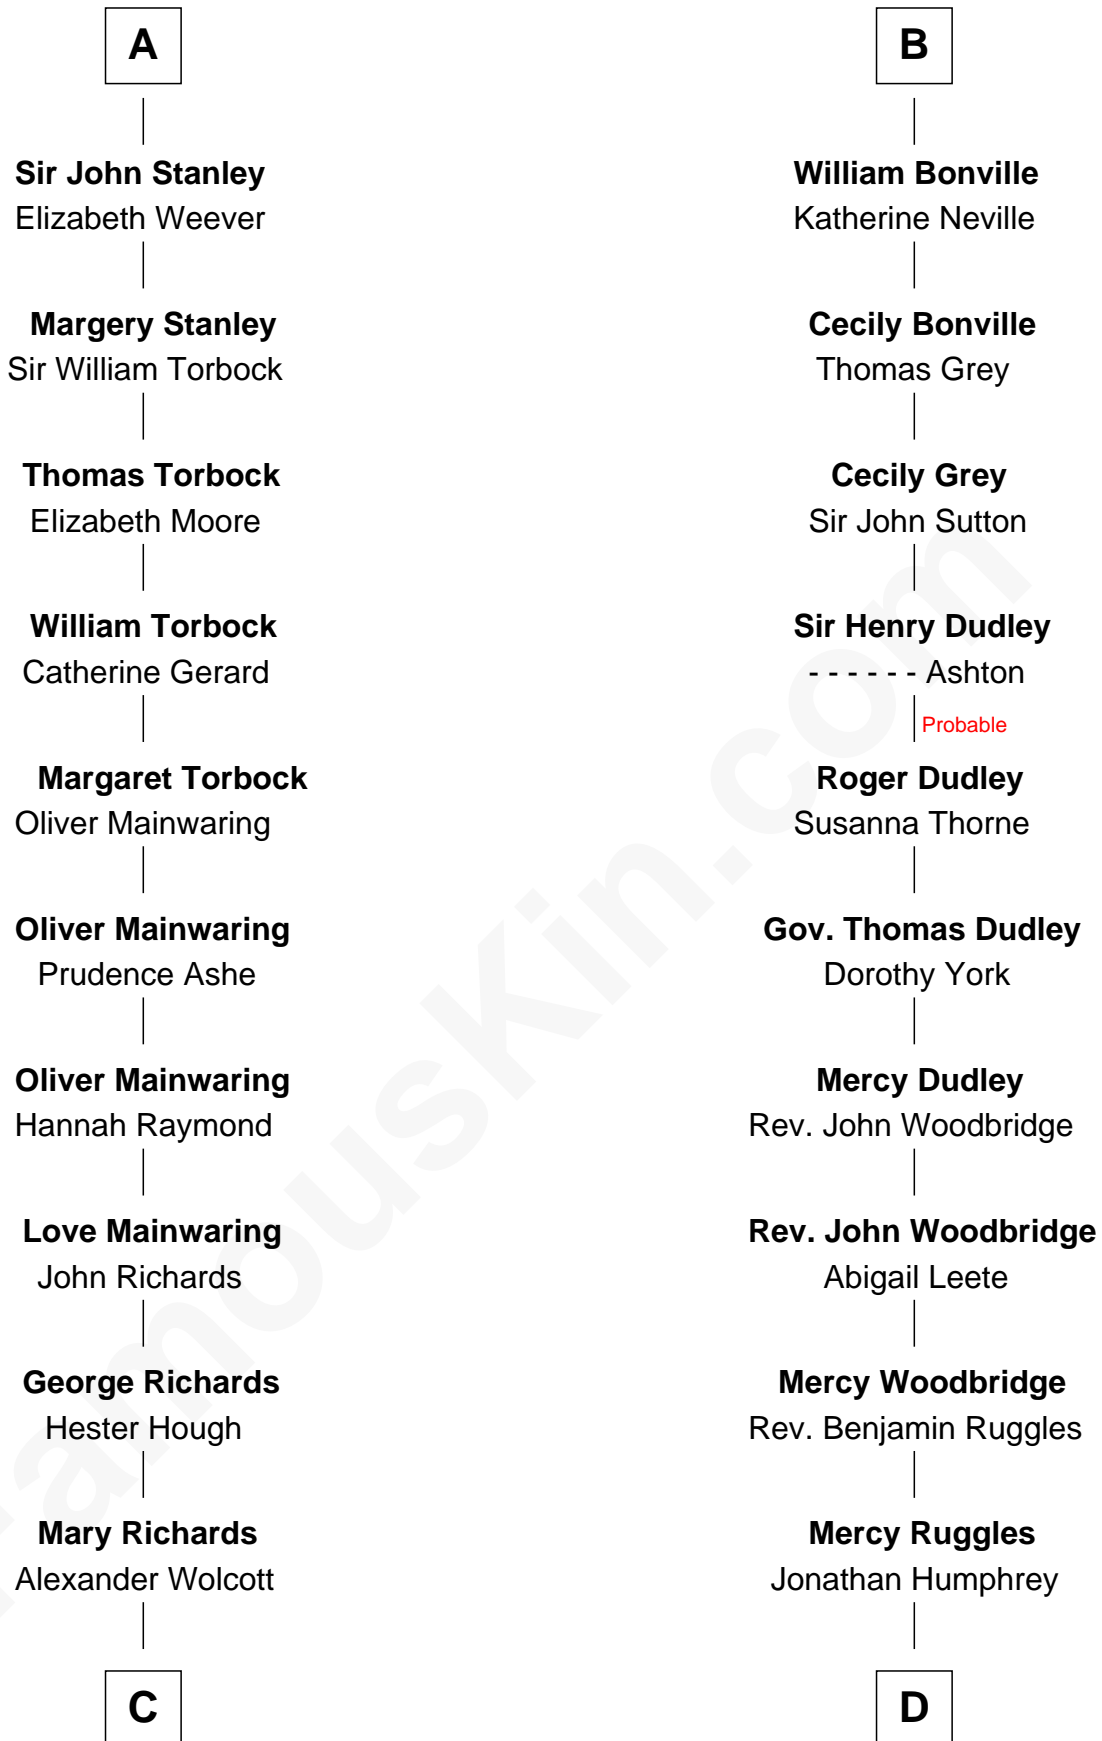 A
Sir John Stanley
Elizabeth Weever
Margery Stanley
Sir William Torbock
Thomas Torbock
Elizabeth Moore
William Torbock
Catherine Gerard
Margaret Torbock
Oliver Mainwaring
Oliver Mainwaring
Prudence Ashe
Oliver Mainwaring
Hannah Raymond
Love Mainwaring
John Richards
George Richards
Hester Hough
Mary Richards
Alexander Wolcott
C
B
William Bonville
Katherine Neville
Cecily Bonville
Thomas Grey
Cecily Grey
Sir John Sutton
Sir Henry Dudley
- - - - - - Ashton
Probable
Roger Dudley
Susanna Thorne
Gov. Thomas Dudley
Dorothy York
Mercy Dudley
Rev. John Woodbridge
Rev. John Woodbridge
Abigail Leete
Mercy Woodbridge
Rev. Benjamin Ruggles
Mercy Ruggles
Jonathan Humphrey
D
FamousKin.com